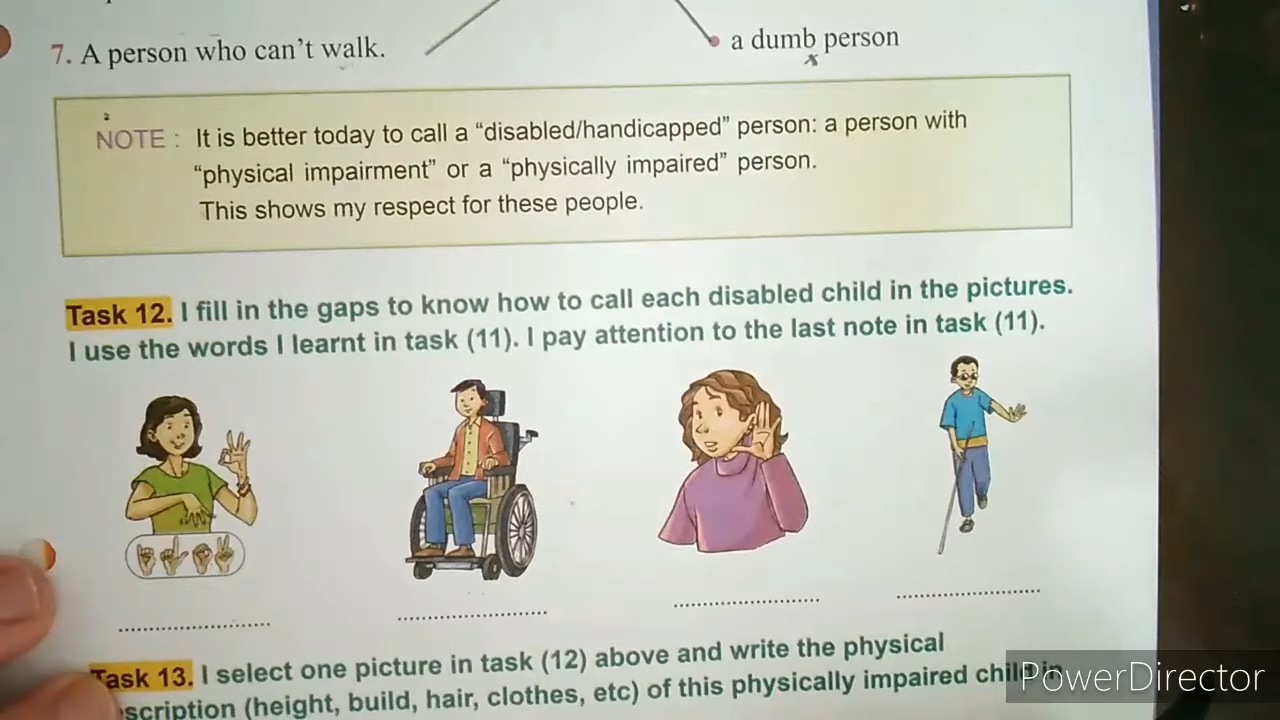 7. A person who can't walk.
a dumb person
x
NOTE : It is better today to call a “disabled/handicapped” person: a person with
“physical impairment” or a “physically impaired” person.
This shows my respect for these people.
Task 12. I fill in the gaps to know how to call each disabled child in the pictures.
I use the words I learnt in task (11). I pay attention to the last note in task (11).
Task 13. I select one picture in task (12) above and write the physical
scription (height, build, hair, clothes, etc) of this physically impaired child in
PowerDirector